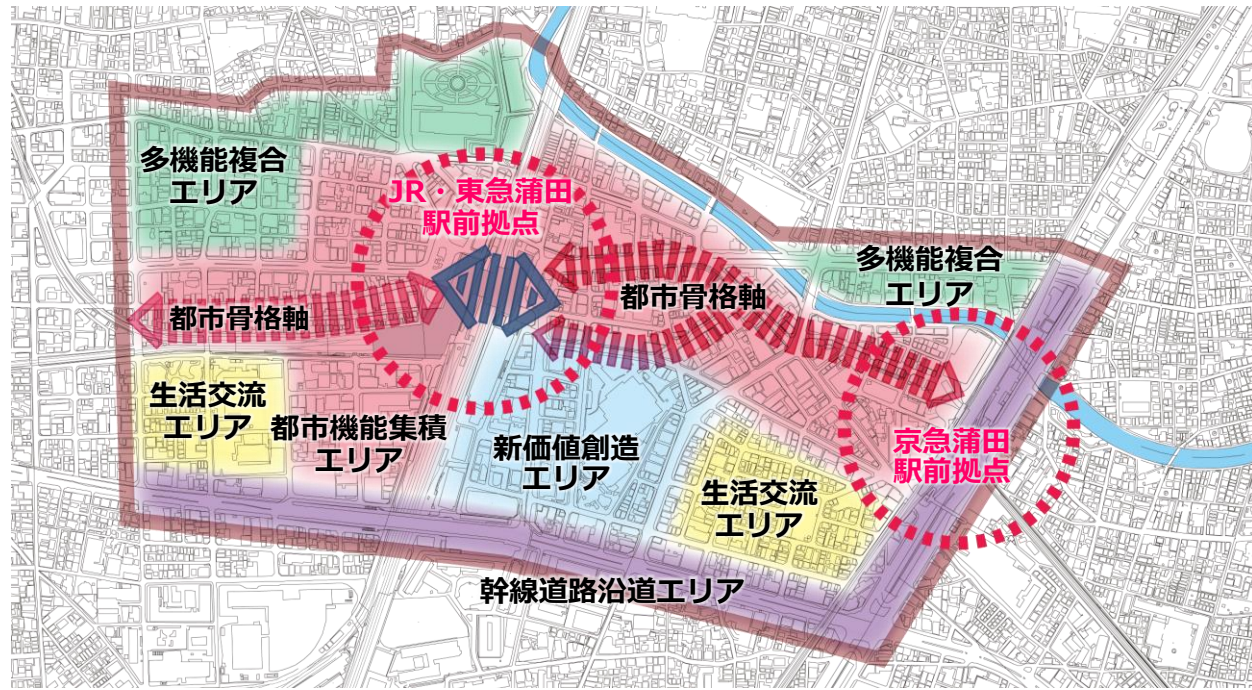 多機能複合
エリア
JR・東急蒲田
駅前拠点
多機能複合
エリア
都市骨格軸
都市骨格軸
生活交流
エリア
都市機能集積
エリア
新価値創造
エリア
生活交流
エリア
京急蒲田
駅前拠点
幹線道路沿道エリア